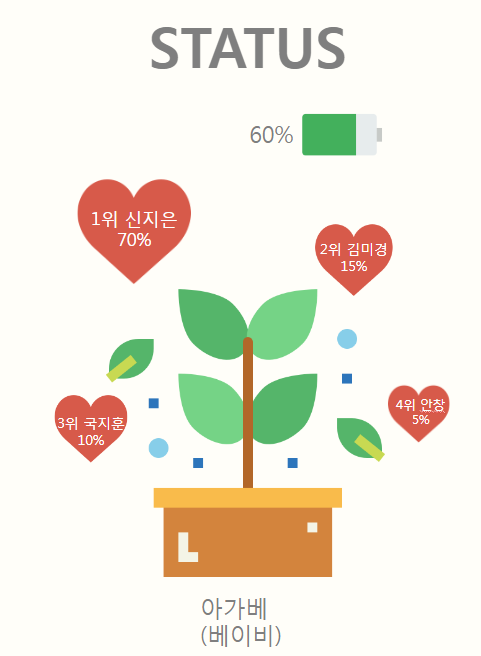 STATUS
60%
1위 신지은
70%
2위 김미경
15%
3위 국지훈
10%
4위 안창
5%
아가베
(베이비)